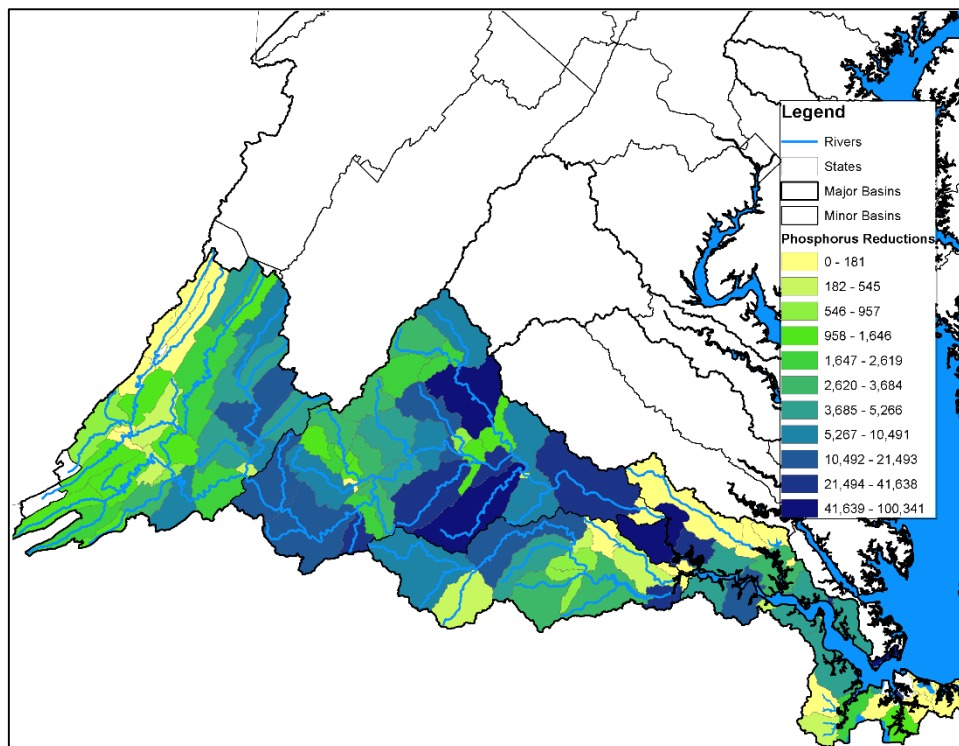 Legend
Rivers
States
Major Basins
Minor Basins
Phosphorus Reductions
0 - 181
182 - 545
546 - 957
958 - 1,646
1,647 - 2,619
2,620 - 3,684
3,685 - 5,266
5,267 - 10,491
10,492 - 21,493
21,494 - 41,638
41,639 - 100,341